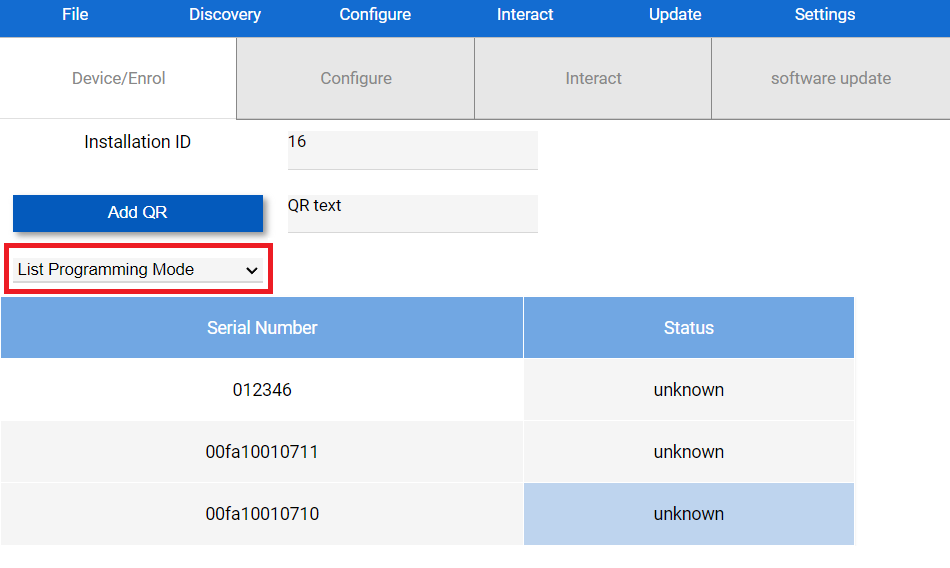 File Discovery Configure Interact Update Settings
Device/Enrol Configure Interact software update
Installation ID 16
Add QR QR text
List Programming Mode
Serial Number Status
012346 unknown
00fa10010711 unknown
00fa10010710 unknown